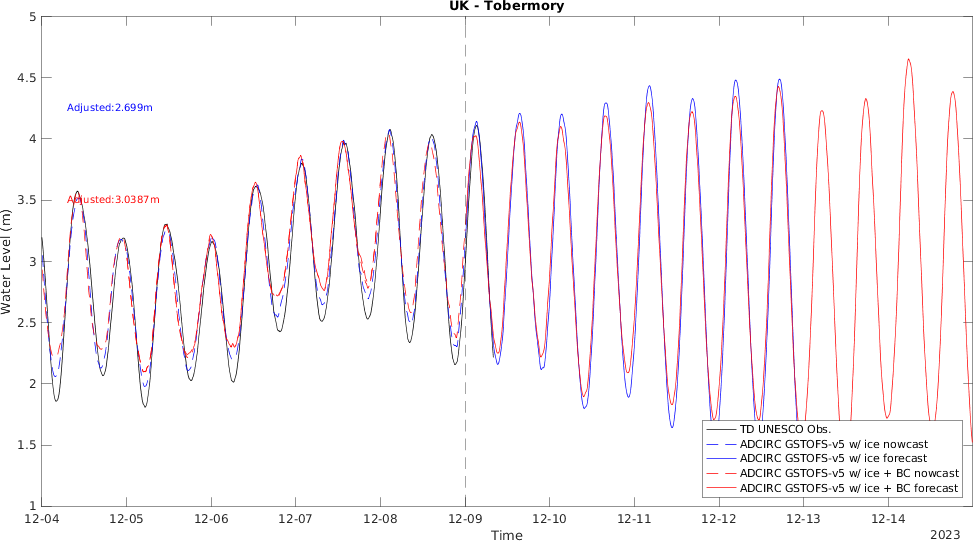 UK - Tobermory
5
4.5
4
3.5
3
2.5
2
1.5
1
Water Level (m)
Adjusted:2.699m
Adjusted:3.0387m
TD UNESCO Obs.
ADCIRC GSTOFS-v5 w/ ice nowcast
ADCIRC GSTOFS-v5 w/ ice forecast
ADCIRC GSTOFS-v5 w/ ice + BC nowcast
ADCIRC GSTOFS-v5 w/ ice + BC forecast
12-04 12-05 12-06 12-07 12-08 12-09 12-10 12-11 12-12 12-13 12-14
Time
2023